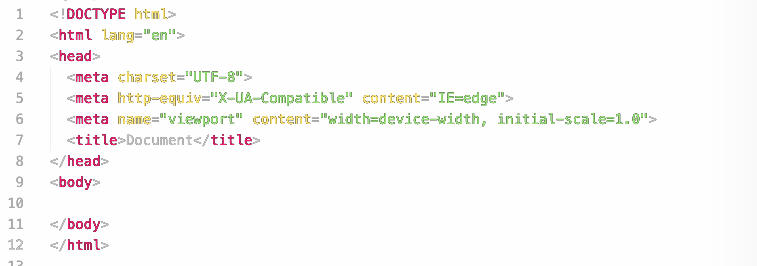 1 <!DOCTYPE html>
2 <html lang="en">
3 <head>
4 <meta charset="UTF-8">
5 <meta http-equiv="X-UA-Compatible" content="IE=edge">
6 <meta name="viewport" content="width=device-width, initial-scale=1.0">
7 <title>Document</title>
8 </head>
9 <body>
10
11 </body>
12 </html>
13